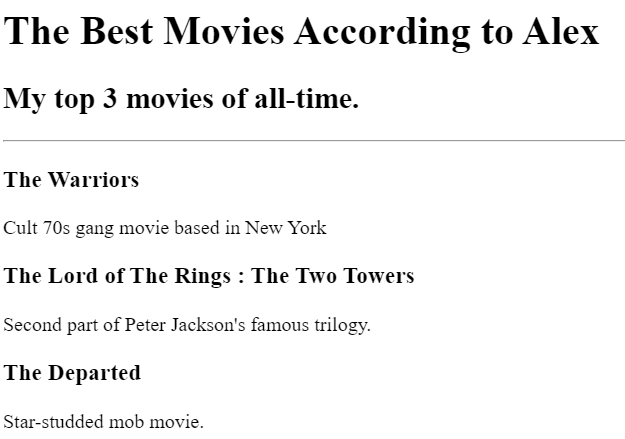 The Best Movies According to Alex
My top 3 movies of all-time.
The Warriors
Cult 70s gang movie based in New York
The Lord of The Rings : The Two Towers
Second part of Peter Jackson's famous trilogy.
The Departed
Star-studded mob movie.